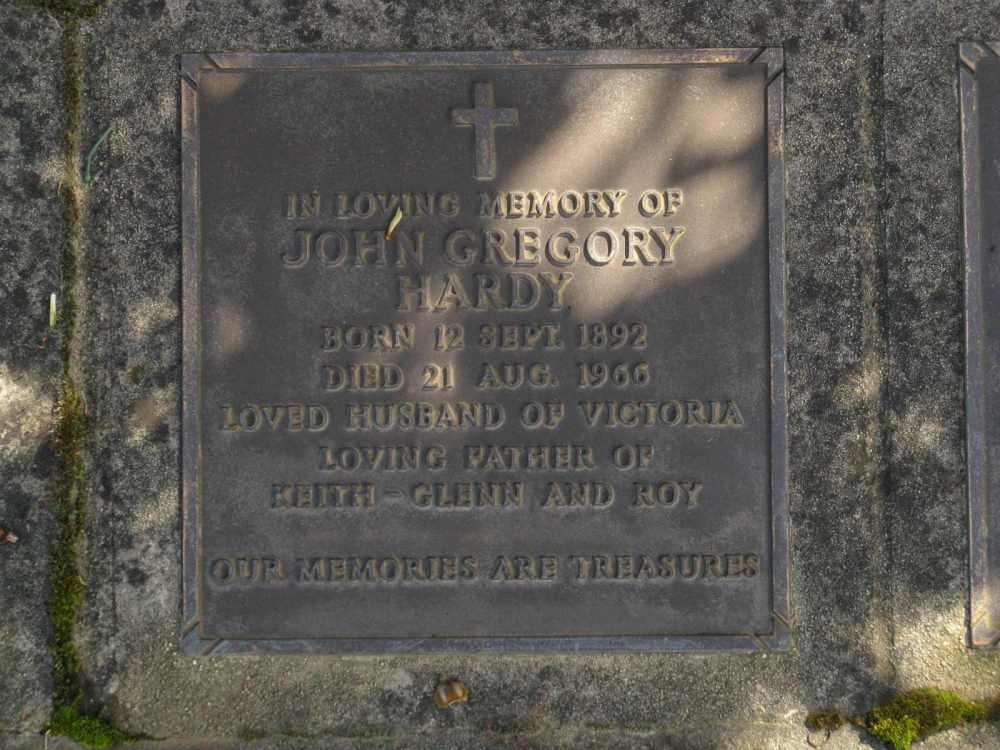 IN LOVING MEMORY OF
JOHN GREGORY
HARDY
BORN 12 SEPT. 1892
DIED 21 AUG. 1966
LOVED HUSBAND OF VICTORIA
LOVING FATHER OF
KEITH - GLENN AND ROY
OUR MEMORIES ARE TREASURES